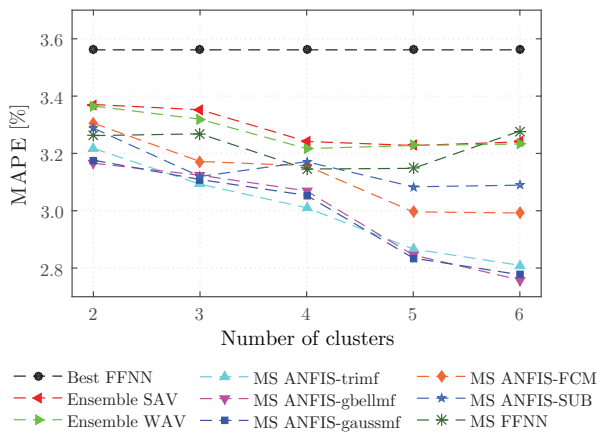 3.6
3.4
3.2
3.0
2.8
MAPE [%]
2 3 4 5 6
Number of clusters
Best FFNN MS ANFIS-trimf MS ANFIS-FCM
Ensemble SAV MS ANFIS-gbellmf MS ANFIS-SUB
Ensemble WAV MS ANFIS-gaussmf MS FFNN